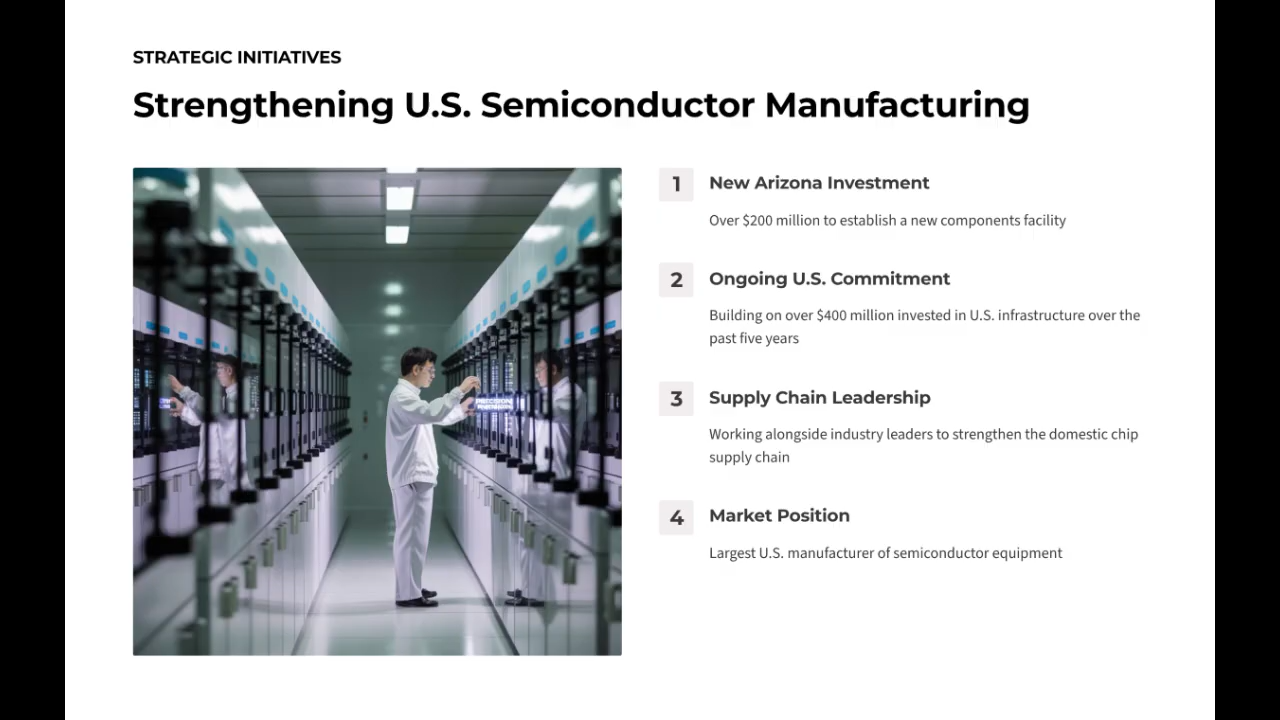 STRATEGIC INITIATIVES
Strengthening U.S. Semiconductor Manufacturing
1 New Arizona Investment
Over $200 million to establish a new components facility
2 Ongoing U.S. Commitment
Building on over $400 million invested in U.S. infrastructure over the
past five years
3 Supply Chain Leadership
Working alongside industry leaders to strengthen the domestic chip
supply chain
4 Market Position
Largest U.S. manufacturer of semiconductor equipment